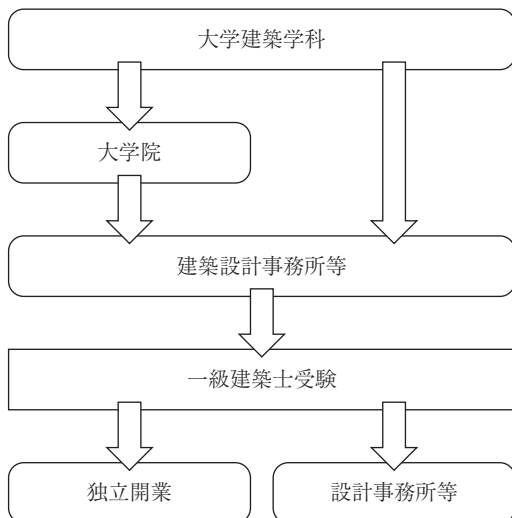 大学建築学科
大学院
建築設計事務所等
一級建築士受験
独立開業
設計事務所等